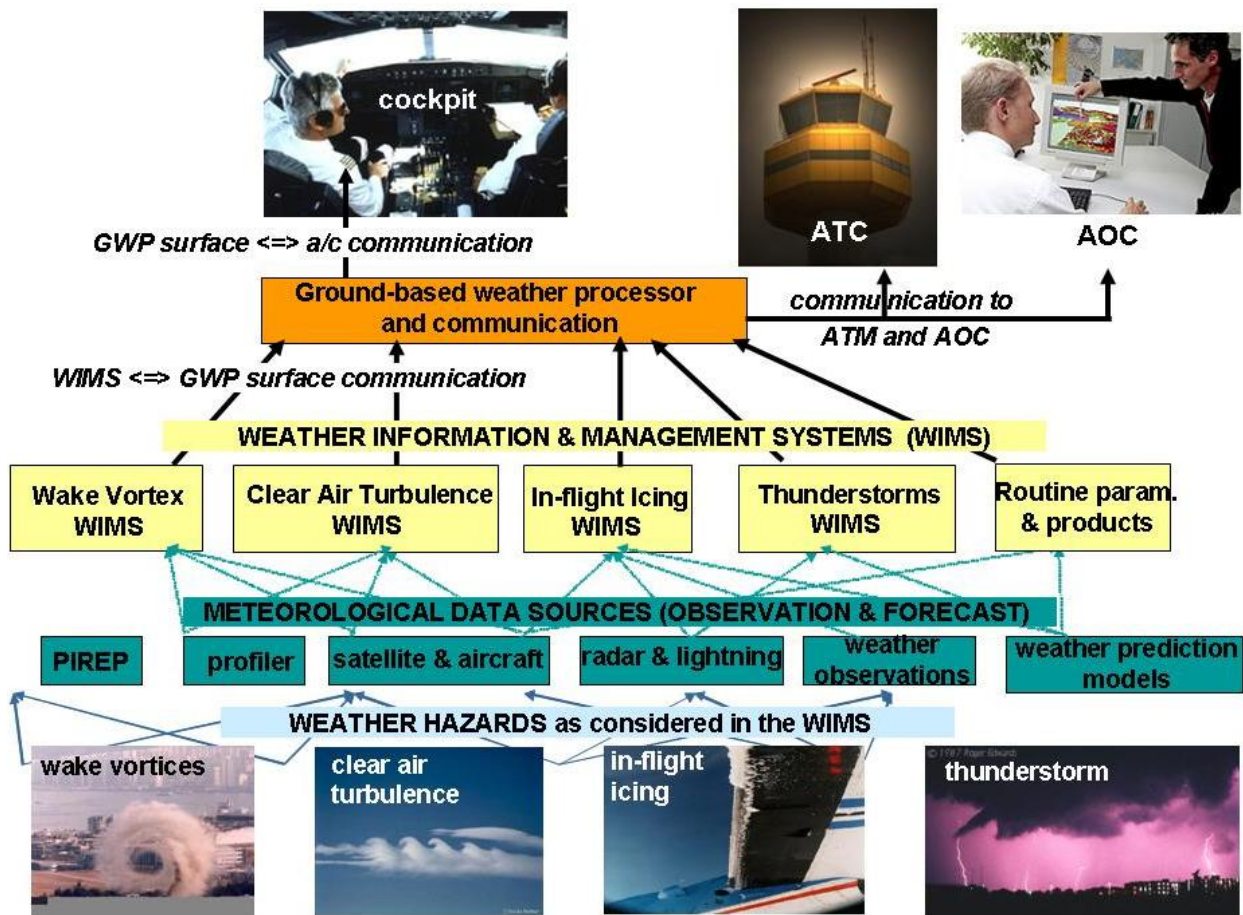 cockpit
ATC
AOC
GWP surface <=> a/c communication
Ground-based weather processor
and communication
communication to
ATM and AOC
WIMS <=> GWP surface communication
WEATHER INFORMATION & MANAGEMENT SYSTEMS (WIMS)
Wake Vortex
WIMS
Clear Air Turbulence
WIMS
In-flight Icing
WIMS
Thunderstorms
WIMS
Routine param.
& products
METEOROLOGICAL DATA SOURCES (OBSERVATION & FORECAST)
PIREP
profiler
satellite & aircraft
radar & lightning
weather
observations
weather prediction
models
WEATHER HAZARDS as considered in the WIMS
wake vortices
clear air
turbulence
in-flight
icing
© 1987 Roger Edwards
thunderstorm